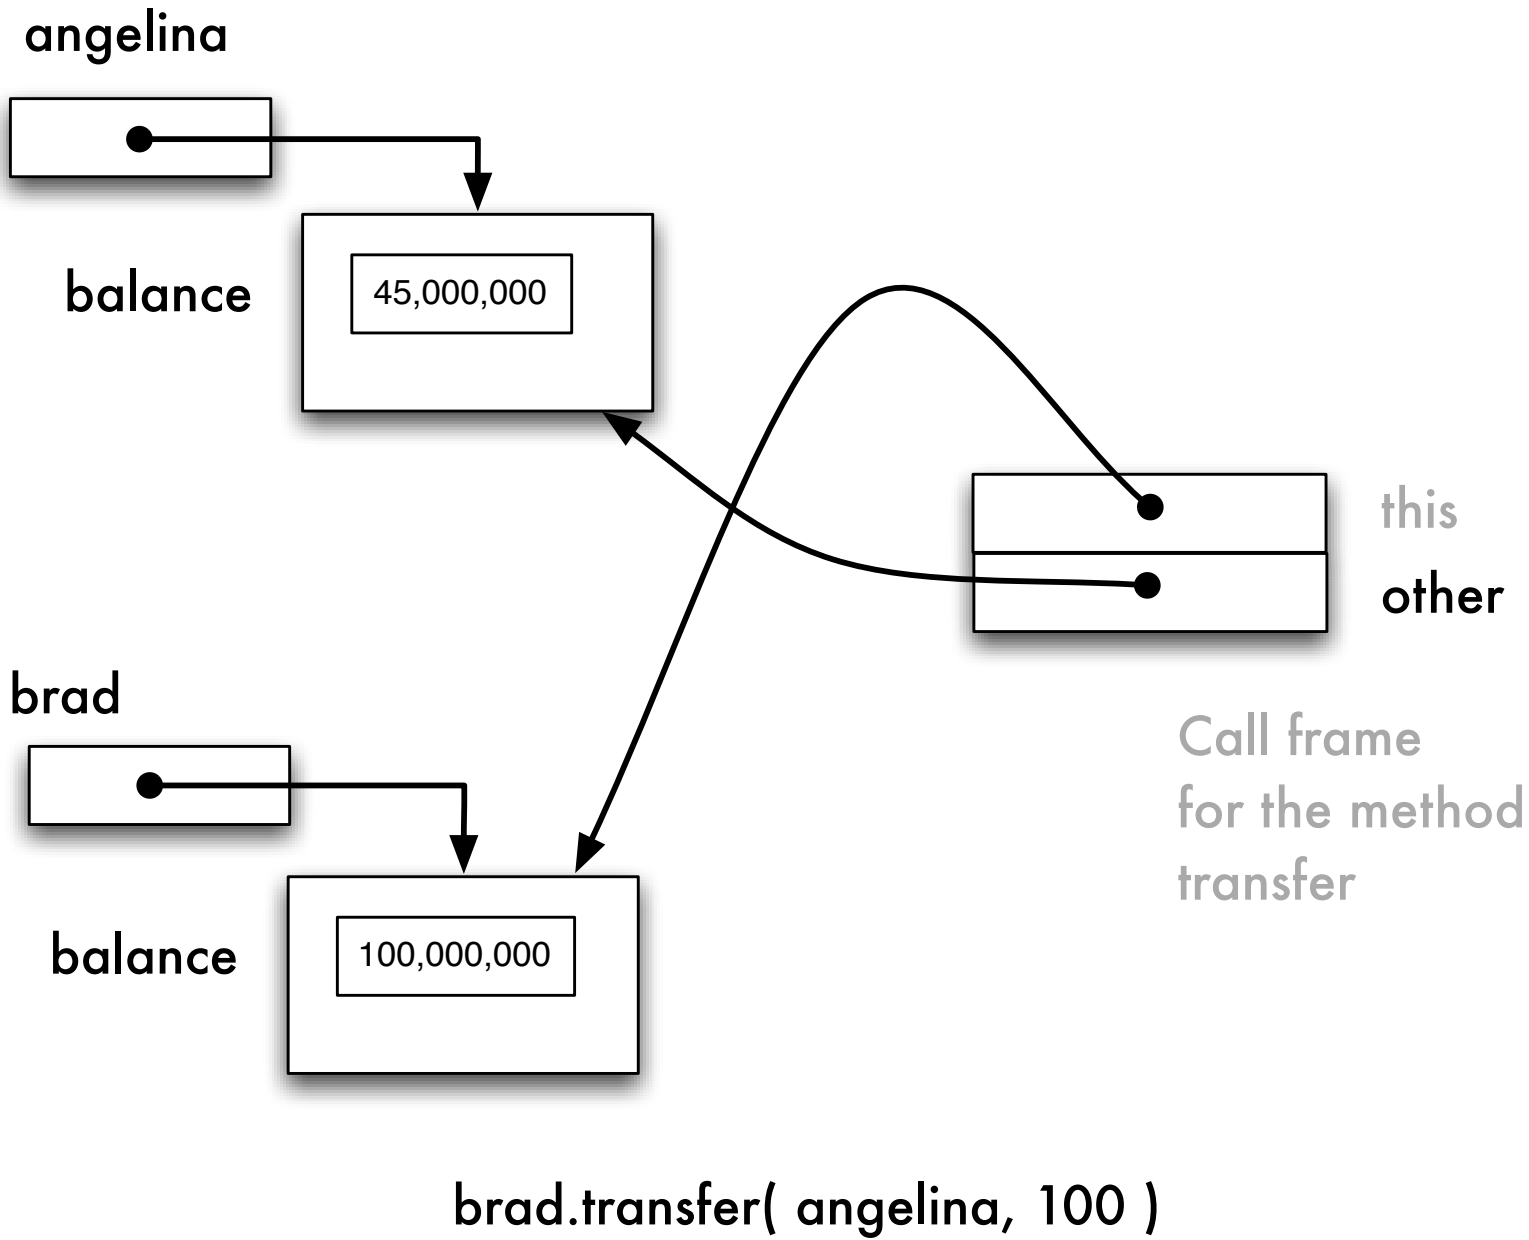 angelina
balance
45,000,000
this
other
brad
Call frame
for the method
transfer
balance
100,000,000
brad.transfer( angelina, 100 )